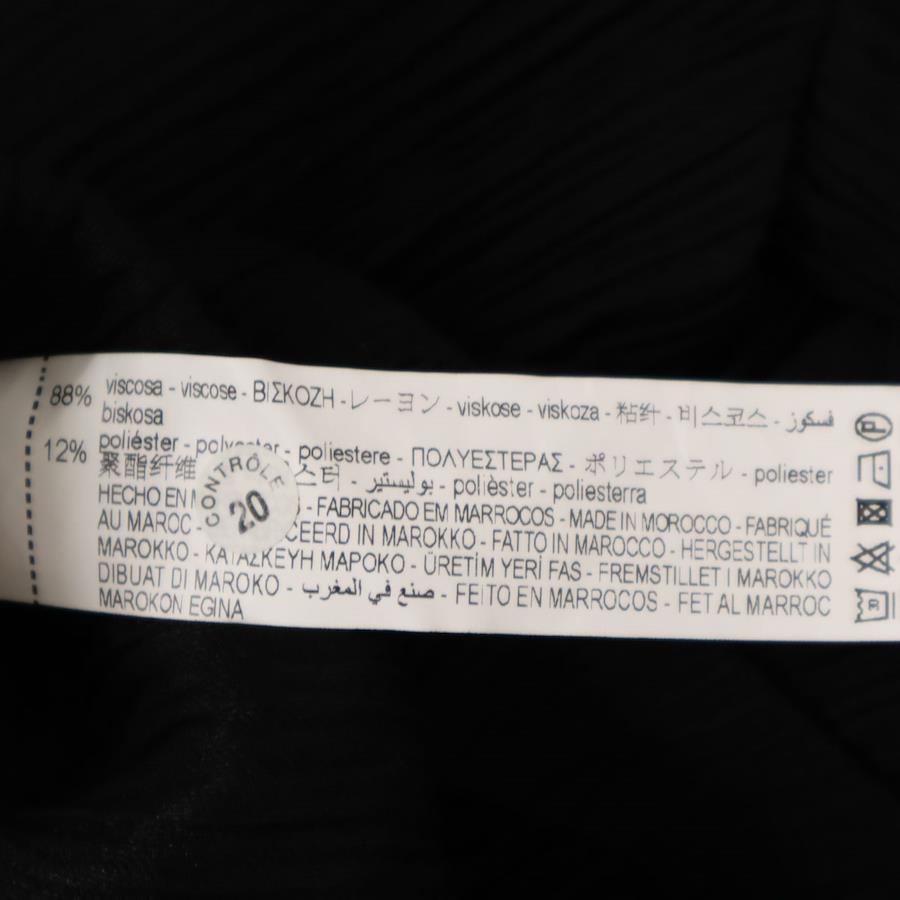 88% viscosa - viscose - ΒΙΣΚΟΖΗ - レーヨン - viskose - viskoza - 粘纤 - 비스코스 - فسكوز
biskosa
12% poliéster - polyester - poliestere - ΠΟΛΥΕΣΤΕΡΑΣ - ポリエステル - poliester
聚酯纤维 스터 - بوليستير - polièster - poliesterra
HECHO EN - FABRICADO EM MARROCOS - MADE IN MOROCCO - FABRIQUÉ
AU MAROC - CEERD IN MAROKKO - FATTO IN MAROCCO - HERGESTELLT IN
MAROKKO - ΚΑΤΑΣΚΕΥΗ ΜΑΡΟΚΟ - ÜRETİM YERİ FAS - FREMSTILLET I MAROKKO
DIBUAT DI MAROKO - صنع في المغرب - FEITO EN MARROCOS - FET AL MARROC
MAROKON EGINA
CONTRÔLE
20
P
R